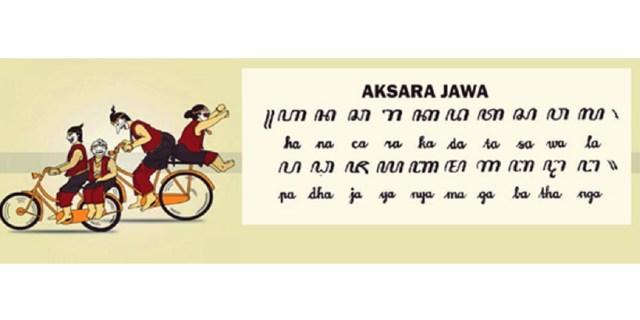 AKSARA JAWA
꧋ ꦲ ꦤ ꦕ ꦫ ꦏ ꦢ ꦠ ꦱ ꦮ ꦭ ꧈
ha na ca ra ka da ta sa wa la
ꦥ ꦝ ꦗ ꦪ ꦚ ꦩ ꦒ ꦧ ꦛ ꦔ ꧉
pa dha ja ya nya ma ga ba tha nga